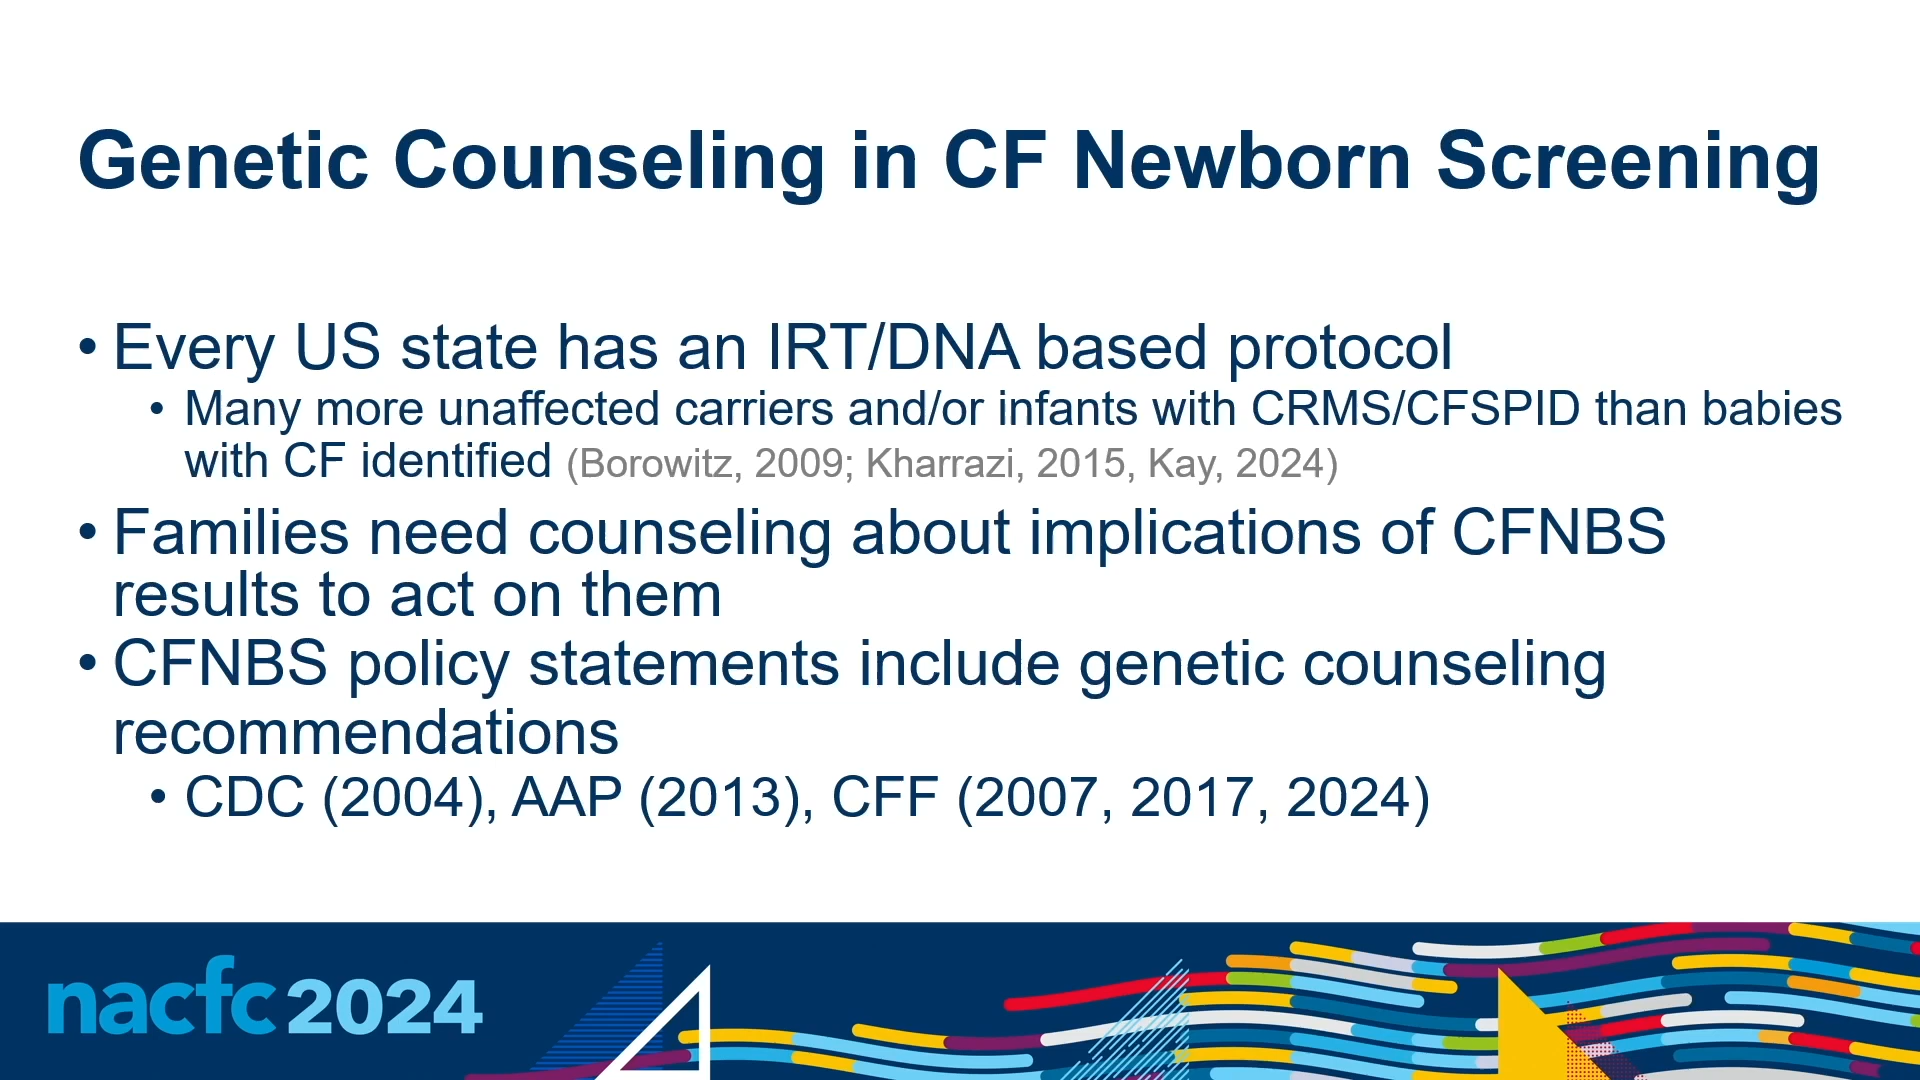 Genetic Counseling in CF Newborn Screening
• Every US state has an IRT/DNA based protocol
• Many more unaffected carriers and/or infants with CRMS/CFSPID than babies
with CF identified (Borowitz, 2009; Kharrazi, 2015, Kay, 2024)
• Families need counseling about implications of CFNBS
results to act on them
• CFNBS policy statements include genetic counseling
recommendations
• CDC (2004), AAP (2013), CFF (2007, 2017, 2024)
nacfc 2024